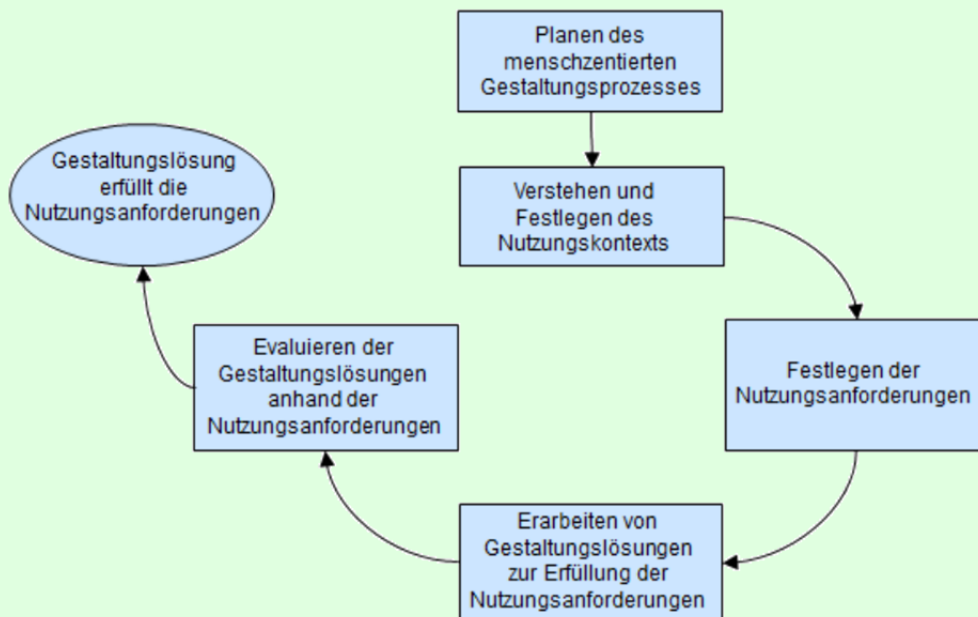 Planen des
menschzentierten
Gestaltungsprozesses
Verstehen und
Festlegen des
Nutzungskontexts
Festlegen der
Nutzungsanforderungen
Erarbeiten von
Gestaltungslösungen
zur Erfüllung der
Nutzungsanforderungen
Evaluieren der
Gestaltungslösungen
anhand der
Nutzungsanforderungen
Gestaltungslösung
erfüllt die
Nutzungsanforderungen